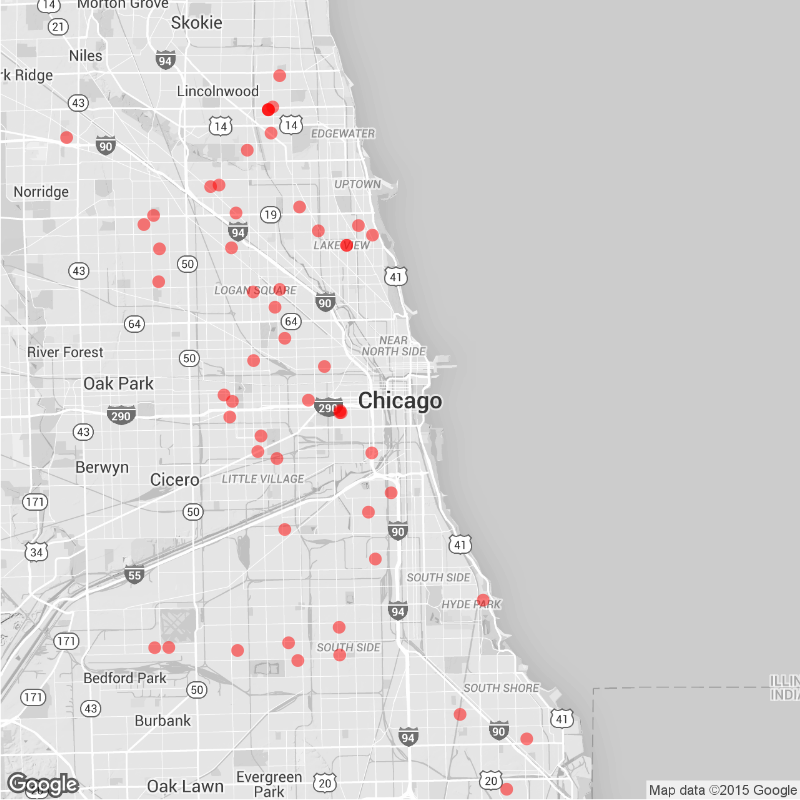 Morton Grove
14
21
Skokie
Niles
94
rk Ridge
Lincolnwood
43
14
14
EDGEWATER
90
UPTOWN
Norridge
19
94
LAKE VIEW
50
43
41
LOGAN SQUARE
90
64
64
NEAR
NORTH SIDE
River Forest
50
Oak Park
Chicago
290
290
43
Berwyn
Cicero
LITTLE VILLAGE
171
50
90
34
41
55
SOUTH SIDE
HYDE PARK
94
171
SOUTH SIDE
Bedford Park
ILLIN
INDIA
50
SOUTH SHORE
171
43
Burbank
41
90
94
Evergreen
Park
Oak Lawn
20
20
20
Google
Map data ©2015 Google